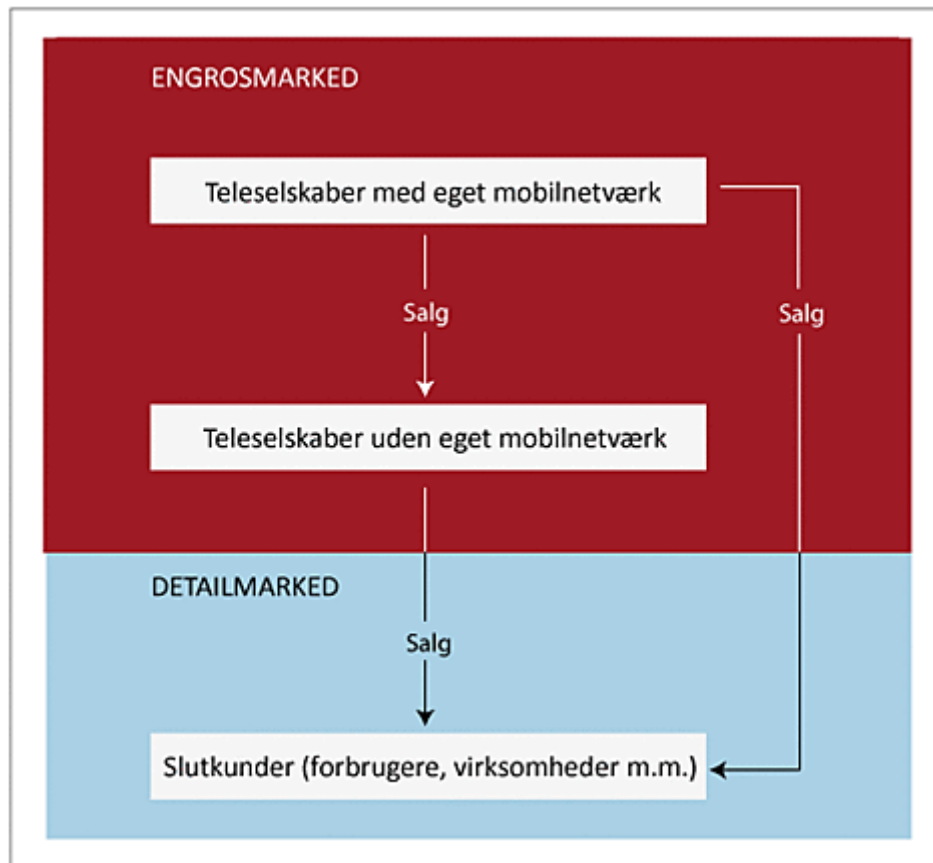 ENGROSMARKED
Teleselskaber med eget mobilnetværk
Salg
Salg
Teleselskaber uden eget mobilnetværk
DETAILMARKED
Salg
Slutkunder (forbrugere, virksomheder m.m.)